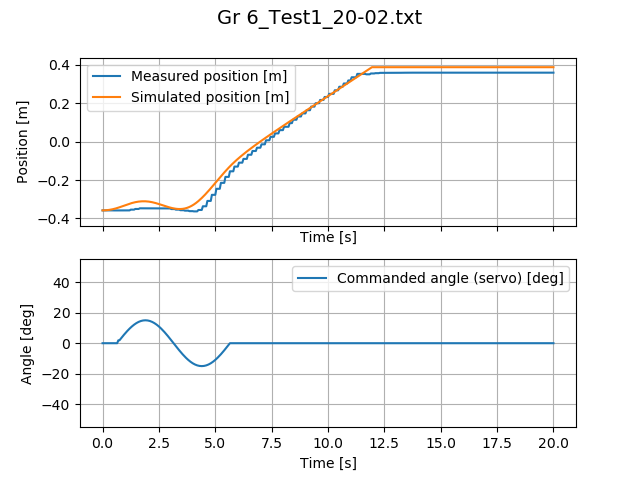 Gr 6_Test1_20-02.txt
0.4
0.2
0.0
−0.2
−0.4
Position [m]
Measured position [m]
Simulated position [m]
Time [s]
40
20
0
−20
−40
Angle [deg]
Commanded angle (servo) [deg]
0.0 2.5 5.0 7.5 10.0 12.5 15.0 17.5 20.0
Time [s]